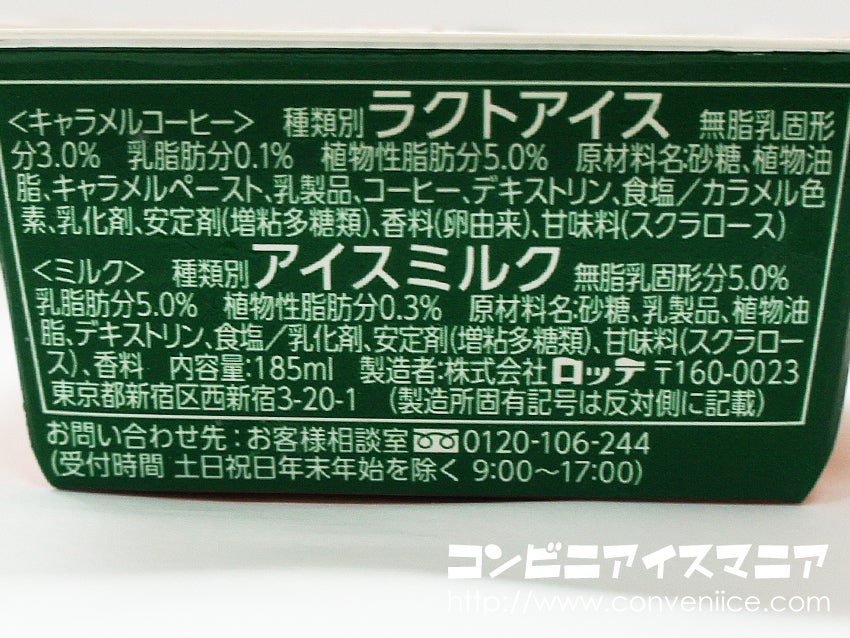 〈キャラメルコーヒー〉 種類別ラクトアイス 無脂乳固形
分3.0% 乳脂肪分0.1% 植物性脂肪分5.0% 原材料名:砂糖、植物油
脂、キャラメルペースト、乳製品、コーヒー、デキストリン、食塩/カラメル色
素、乳化剤、安定剤(増粘多糖類)、香料(卵由来)、甘味料(スクラロース)
〈ミルク〉 種類別アイスミルク 無脂乳固形分5.0%
乳脂肪分5.0% 植物性脂肪分0.3% 原材料名:砂糖、乳製品、植物油
脂、デキストリン、食塩/乳化剤、安定剤(増粘多糖類)、甘味料(スクラロー
ス)、香料 内容量:185ml 製造者:株式会社ロッテ 〒160-0023
東京都新宿区西新宿3-20-1 (製造所固有記号は反対側に記載)
お問い合わせ先:お客様相談室 0120-106-244
(受付時間 土日祝日年末年始を除く 9:00〜17:00)
コンビニアイスマニア
http://www.conveniice.com